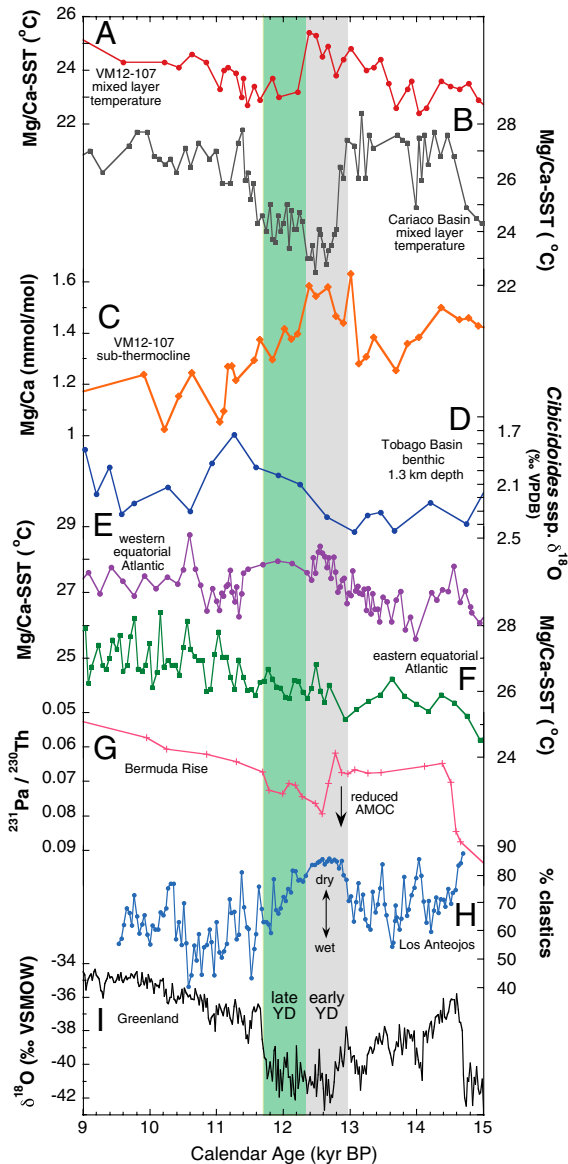 26
24
22
Mg/Ca-SST (°C)
A
VM12-107
mixed layer
temperature
B
28
26
24
22
Mg/Ca-SST (°C)
Cariaco Basin
mixed layer
temperature
1.6
1.4
1.2
1
Mg/Ca (mmol/mol)
C
VM12-107
sub-thermocline
D
Tobago Basin
benthic
1.3 km depth
1.7
2.1
2.5
Cibicidoides ssp. δ18O
(‰ VPDB)
29
27
25
Mg/Ca-SST (°C)
E
western
equatorial
Atlantic
28
26
24
Mg/Ca-SST (°C)
eastern equatorial
Atlantic
F
0.05
0.06
0.07
0.08
0.09
231Pa / 230Th
G
Bermuda Rise
reduced
AMOC
90
80
70
60
50
40
% clastics
dry
wet
H
Los Anteojos
-34
-36
-38
-40
-42
δ18O (‰ VSMOW)
I
Greenland
late
YD
early
YD
9 10 11 12 13 14 15
Calendar Age (kyr BP)